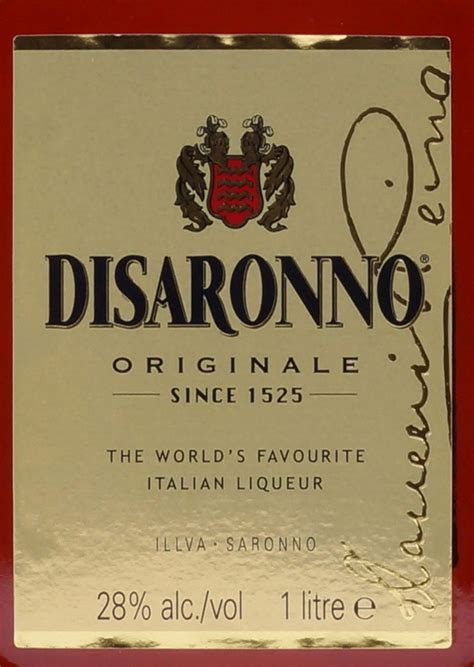 DISARONNO®
ORIGINALE
SINCE 1525
THE WORLD'S FAVOURITE
ITALIAN LIQUEUR
ILLVA · SARONNO
28% alc./vol 1 litre ℮